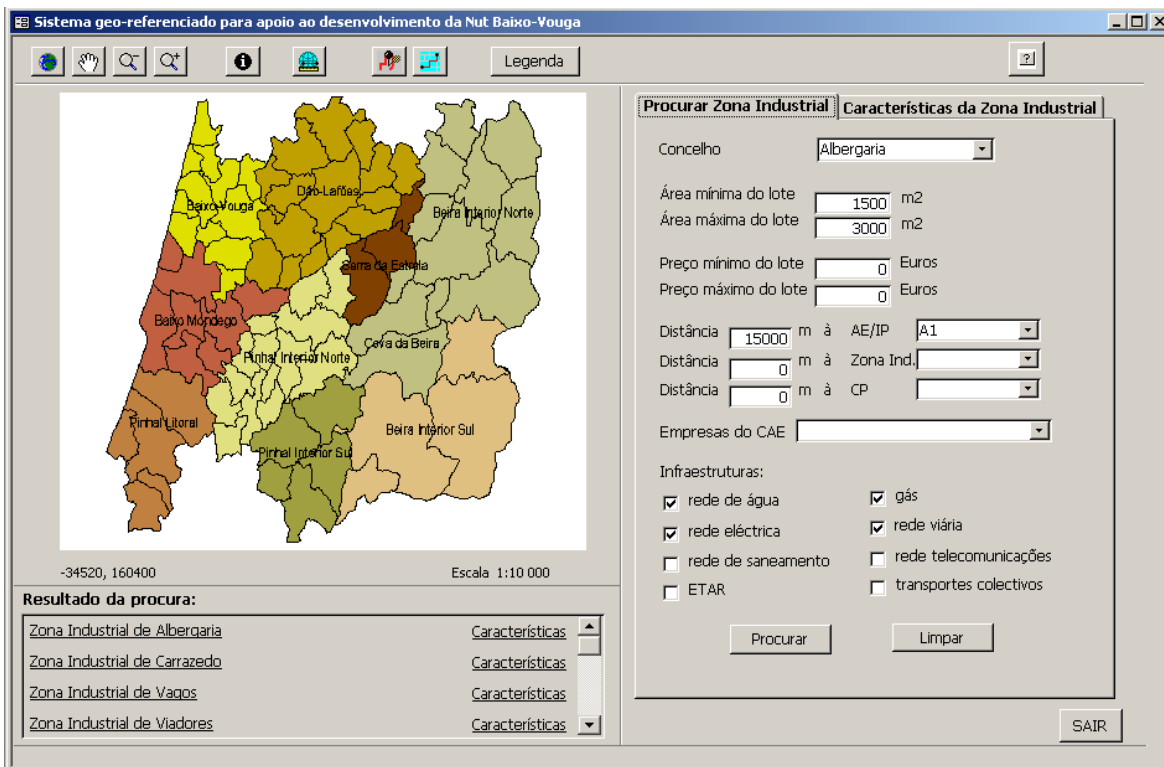 Sistema geo-referenciado para apoio ao desenvolvimento da Nut Baixo-Vouga
Legenda
?
Dão-Lafões
Baixo-Vouga
Beira Interior Norte
Serra da Estrela
Baixo Mondego
Cova da Beira
Pinhal Interior Norte
Pinhal Litoral
Beira Interior Sul
Pinhal Interior Sul
-34520, 160400
Escala 1:10 000
Resultado da procura:
Zona Industrial de Albergaria Características
Zona Industrial de Carrazedo Características
Zona Industrial de Vagos Características
Zona Industrial de Viadores Características
Procurar Zona Industrial
Características da Zona Industrial
Concelho Albergaria
Área mínima do lote 1500 m2
Área máxima do lote 3000 m2
Preço mínimo do lote 0 Euros
Preço máximo do lote 0 Euros
Distância 15000 m à AE/IP A1
Distância 0 m à Zona Ind.
Distância 0 m à CP
Empresas do CAE
Infraestruturas:
rede de água gás
rede eléctrica rede viária
rede de saneamento rede telecomunicações
ETAR transportes colectivos
Procurar Limpar
SAIR